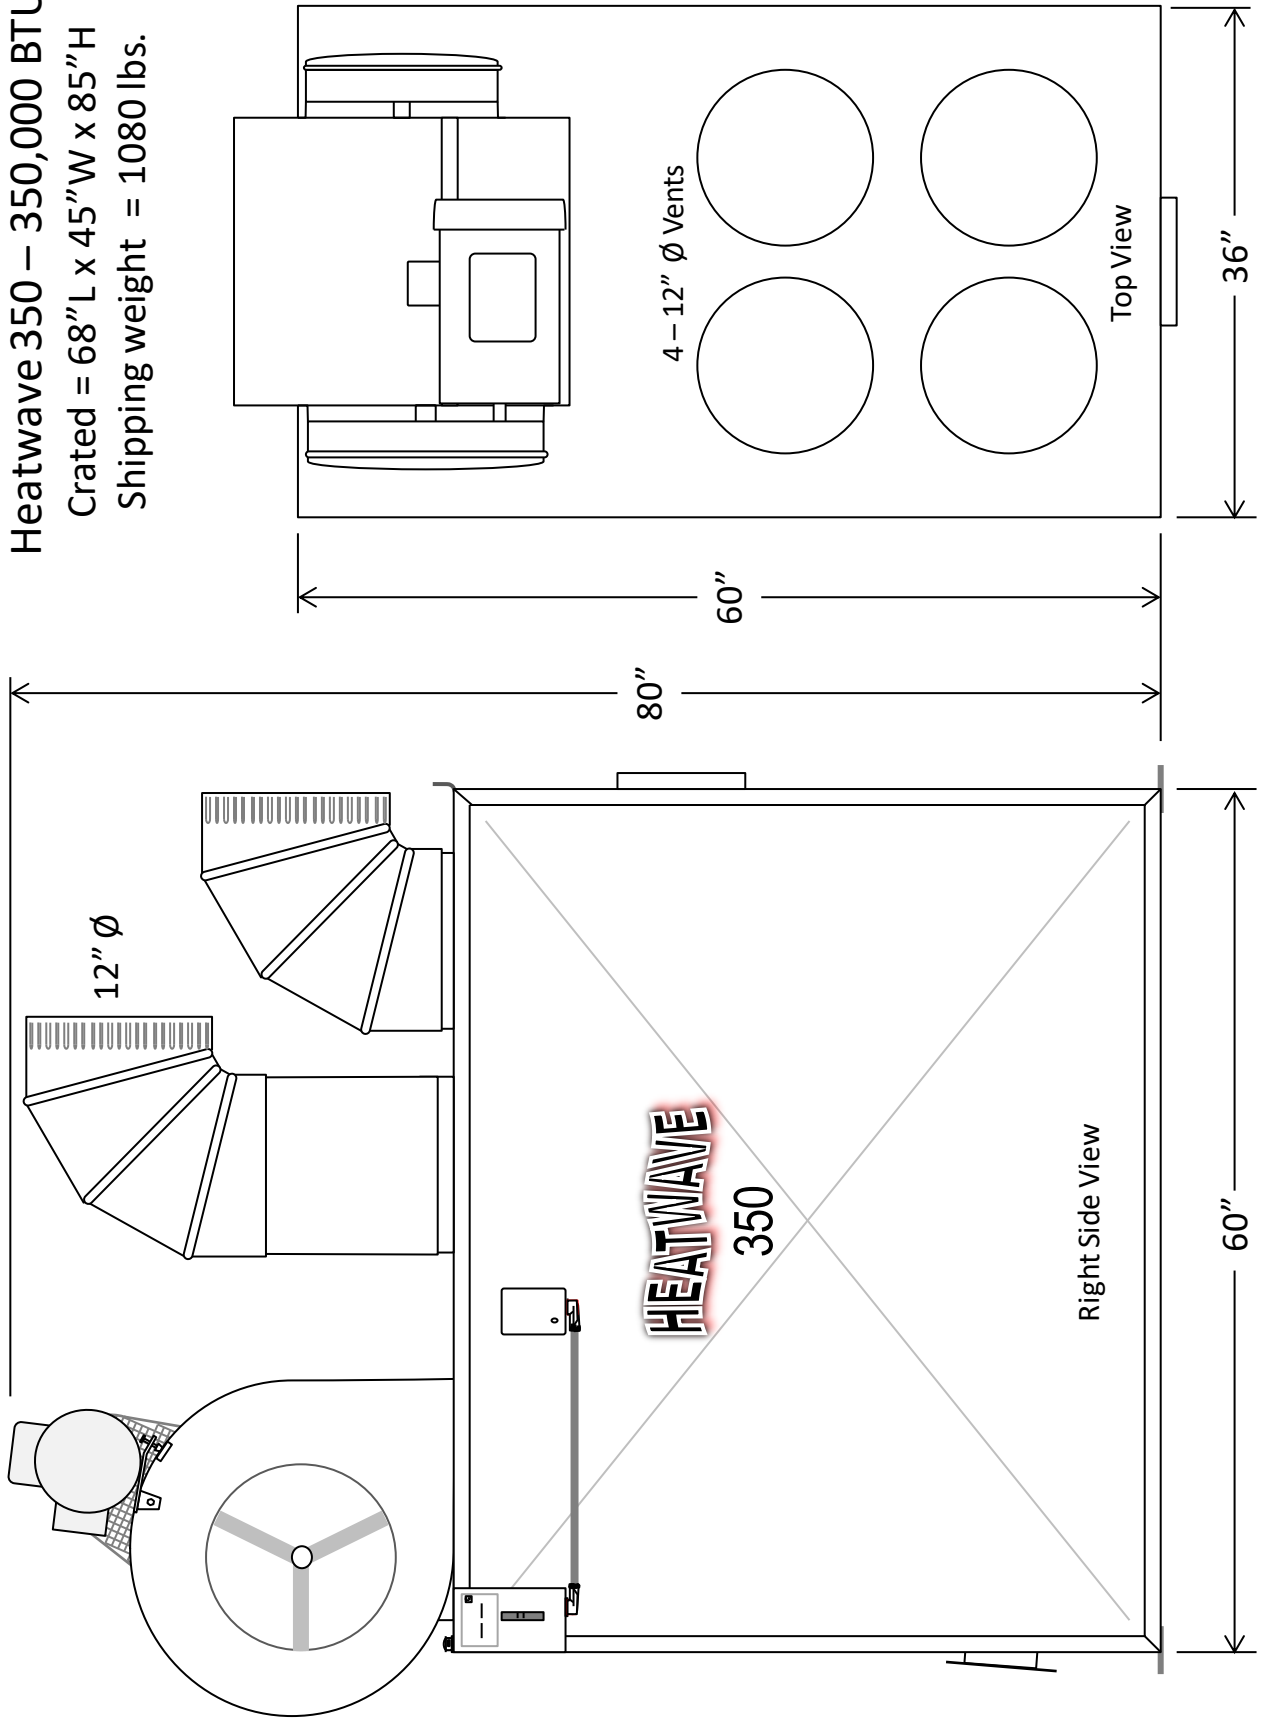 Heatwave 350 – 350,000 BTU
Crated = 68”L x 45”W x 85”H
Shipping weight = 1080 lbs.
12” Ø
80”
HEATWAVE
350
Right Side View
60”
60”
4 – 12” Ø Vents
Top View
36”